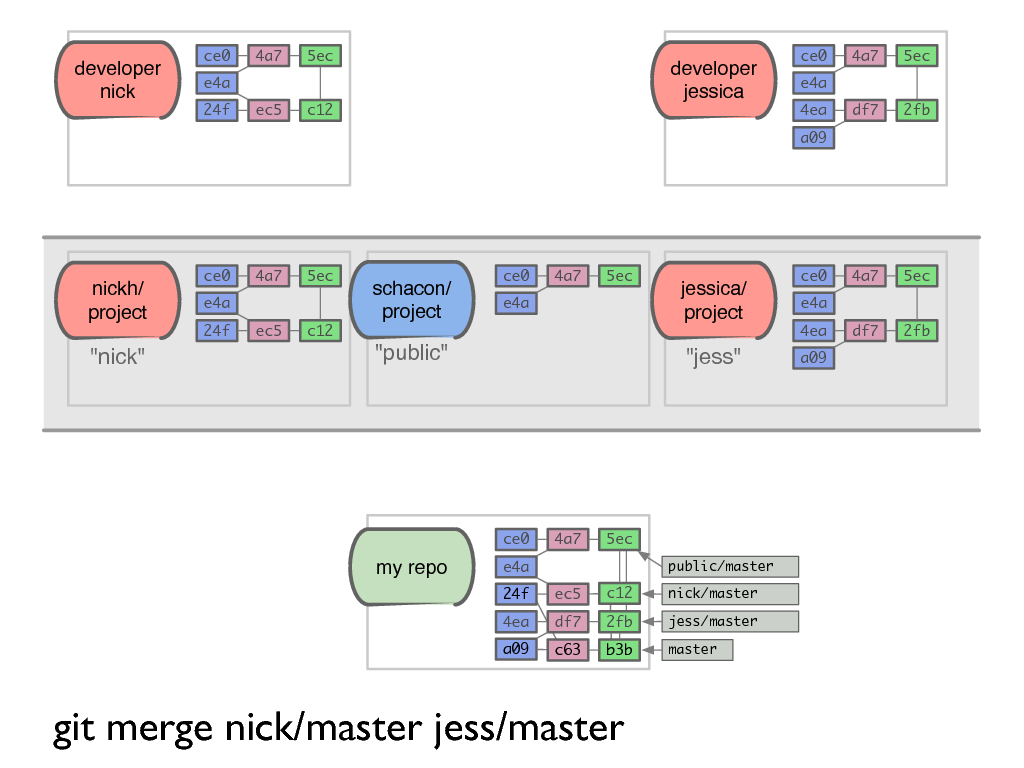 developer
nick
ce0 4a7 5ec
e4a
24f ec5 c12
developer
jessica
ce0 4a7 5ec
e4a
4ea df7 2fb
a09
nickh/
project
"nick"
ce0 4a7 5ec
e4a
24f ec5 c12
schacon/
project
"public"
ce0 4a7 5ec
e4a
jessica/
project
"jess"
ce0 4a7 5ec
e4a
4ea df7 2fb
a09
my repo
ce0 4a7 5ec
e4a public/master
24f ec5 c12 nick/master
4ea df7 2fb jess/master
a09 c63 b3b master
git merge nick/master jess/master